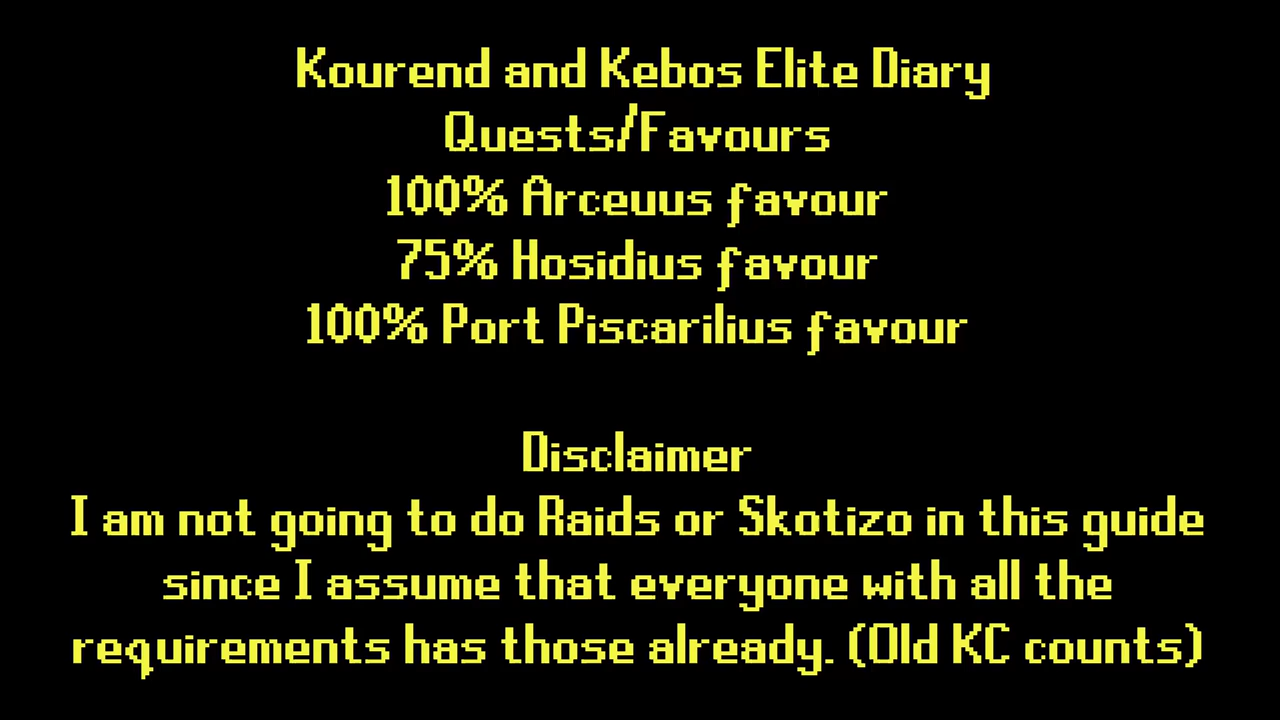 Kourend and Kebos Elite Diary
Quests/Favours
100% Arceuus favour
75% Hosidius favour
100% Port Piscarilius favour
Disclaimer
I am not going to do Raids or Skotizo in this guide
since I assume that everyone with all the
requirements has those already. (Old KC counts)